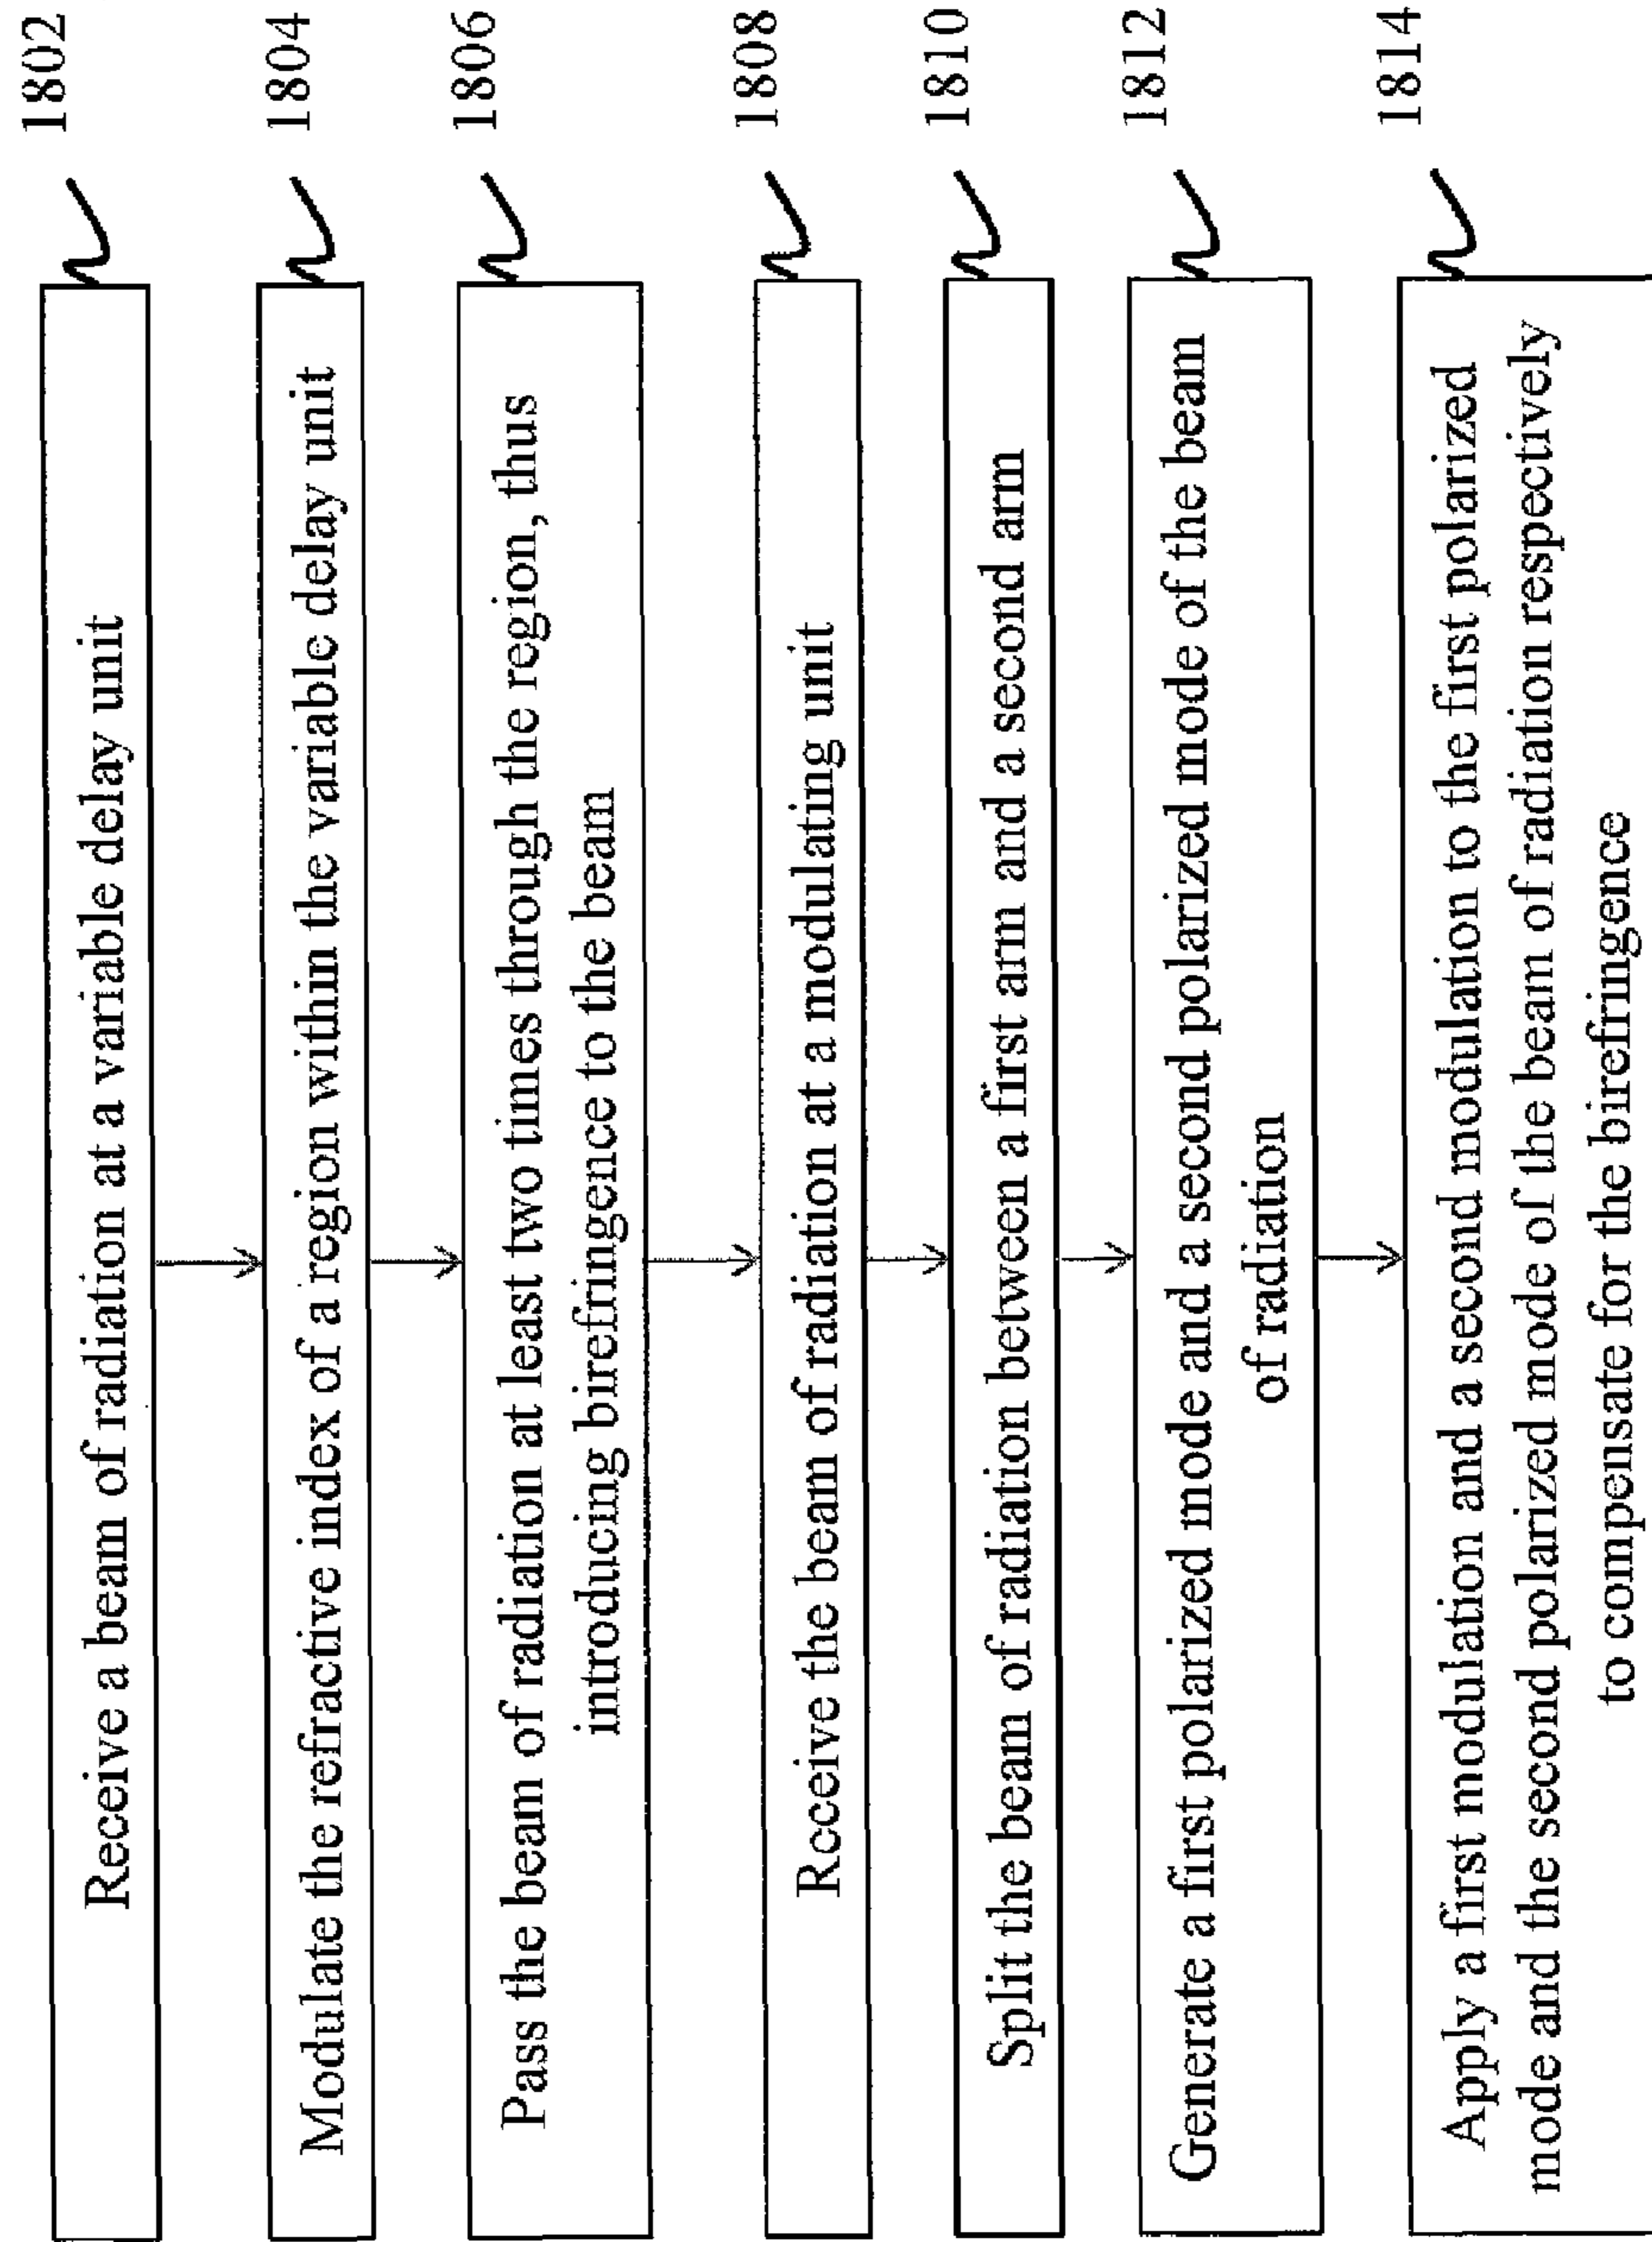 Receive a beam of radiation at a variable delay unit
1802
Modulate the refractive index of a region within the variable delay unit
1804
Pass the beam of radiation at least two times through the region, thus
introducing birefringence to the beam
1806
Receive the beam of radiation at a modulating unit
1808
Split the beam of radiation between a first arm and a second arm
1810
Generate a first polarized mode and a second polarized mode of the beam
of radiation
1812
Apply a first modulation and a second modulation to the first polarized
mode and the second polarized mode of the beam of radiation respectively
to compensate for the birefringence
1814